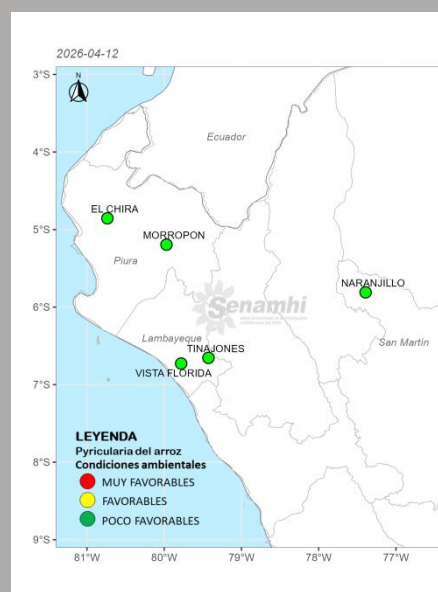 2026-04-12
3°S
N
4°S
Ecuador
EL CHIRA
5°S
MORROPON
Piura
NARANJILLO
6°S
Senamhi
Lambayeque
San Martín
TINAJONES
VISTA FLORIDA
7°S
LEYENDA
Pyricularia del arroz
Condiciones ambientales
MUY FAVORABLES
8°S
FAVORABLES
POCO FAVORABLES
9°S
81°W 80°W 79°W 78°W 77°W